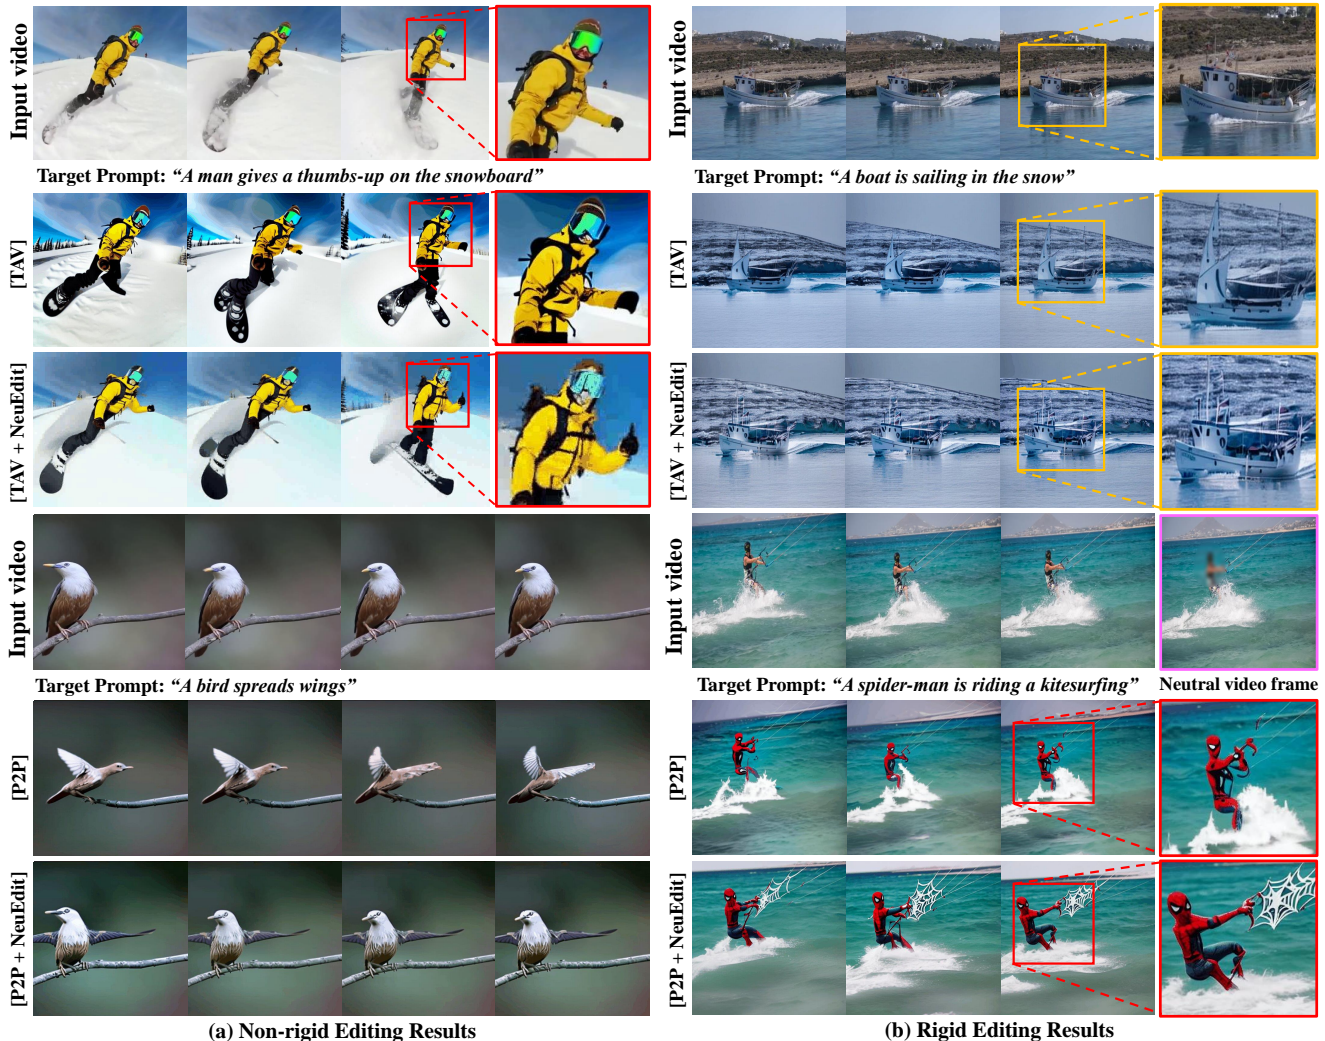 Input video
Target Prompt: “A man gives a thumbs-up on the snowboard”
[TAV]
[TAV + NeuEdit]
Input video
Target Prompt: “A bird spreads wings”
[P2P]
[P2P + NeuEdit]
(a) Non-rigid Editing Results
Input video
Target Prompt: “A boat is sailing in the snow”
[TAV]
[TAV + NeuEdit]
Input video
Target Prompt: “A spider-man is riding a kitesurfing”
Neutral video frame
[P2P]
[P2P + NeuEdit]
(b) Rigid Editing Results